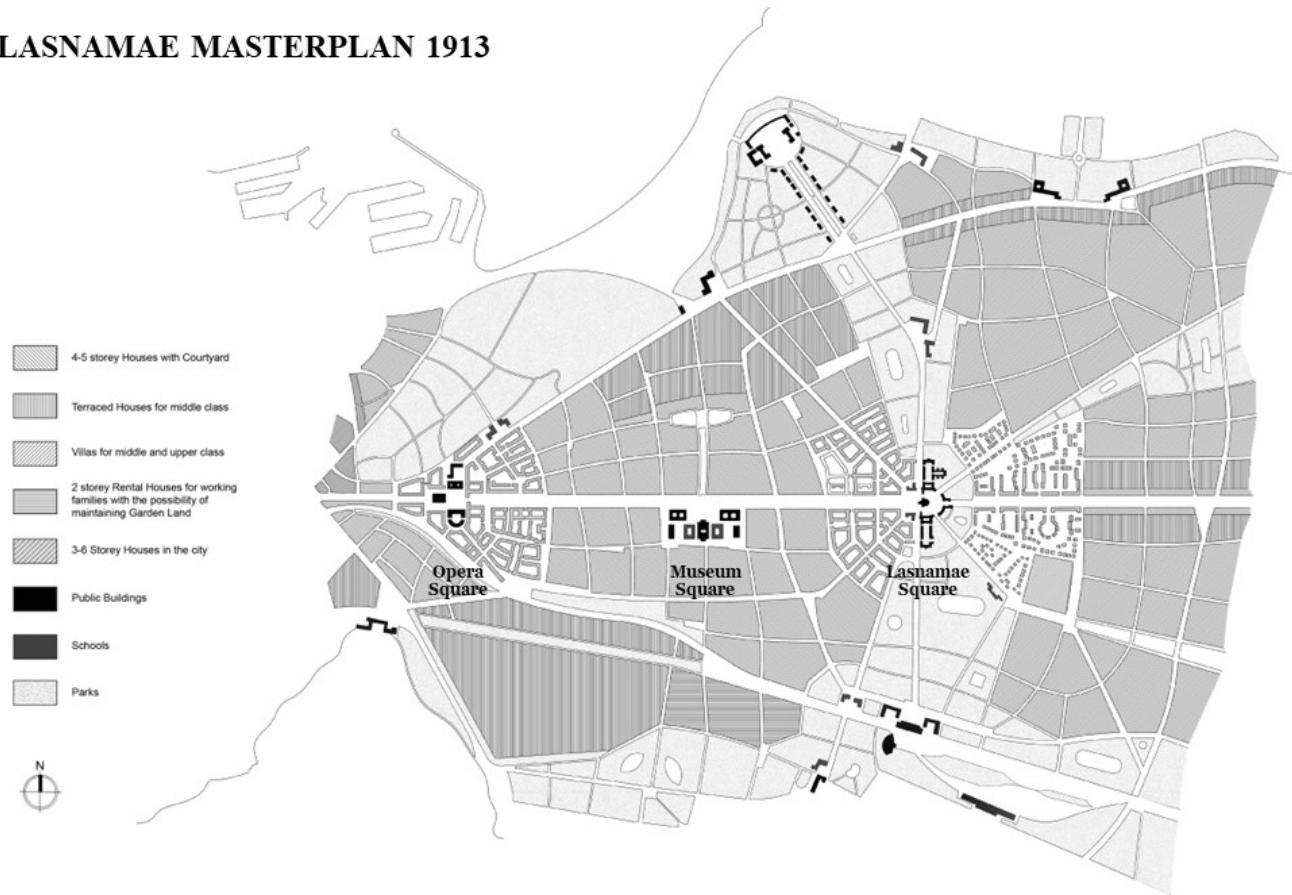 LASNAMAE MASTERPLAN 1913
4-5 storey Houses with Courtyard
Terraced Houses for middle class
Villas for middle and upper class
2 storey Rental Houses for working
families with the possibility of
maintaining Garden Land
3-6 Storey Houses in the city
Public Buildings
Schools
Parks
N
Opera
Square
Museum
Square
Lasnamae
Square